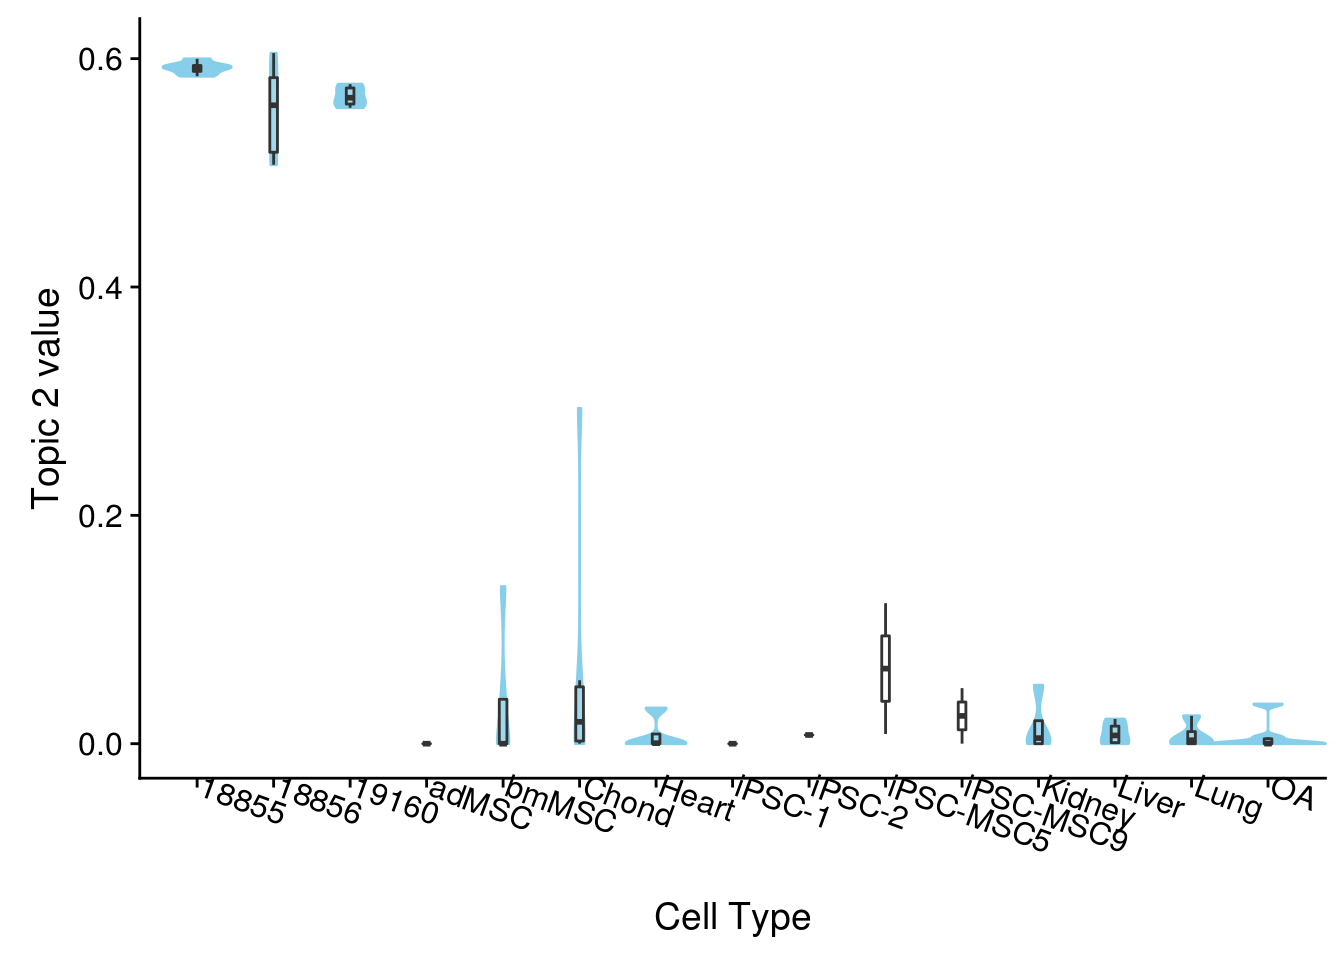 Topic 2 value
0.6
0.4
0.2
0.0
18855
18856
19160
adMSC
bmMSC
Chond
Heart
iPSC-1
iPSC-2
iPSC-MSC5
iPSC-MSC9
Kidney
Liver
Lung
OA
Cell Type